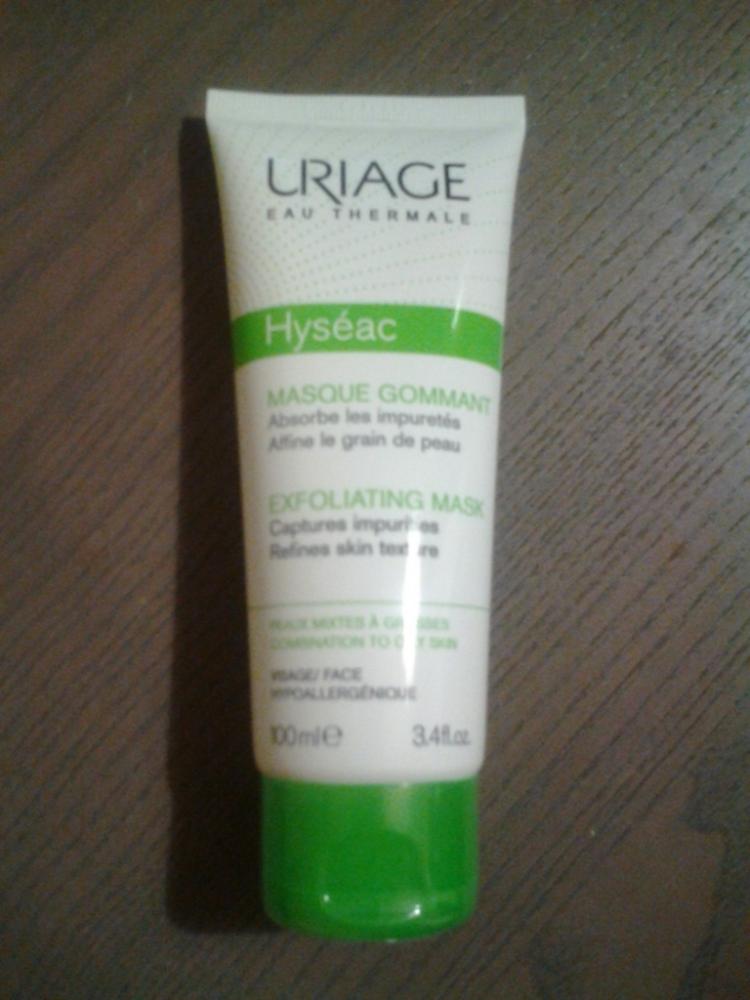 URIAGE
EAU THERMALE
Hyséac
MASQUE GOMMANT
Absorbe les impuretés
Affine le grain de peau
EXFOLIATING MASK
Captures impurities
Refines skin texture
PEAUX MIXTES À GRASSES
COMBINATION TO OILY SKIN
VISAGE/ FACE
HYPOALLERGÉNIQUE
100ml℮ 3.4fl.oz.